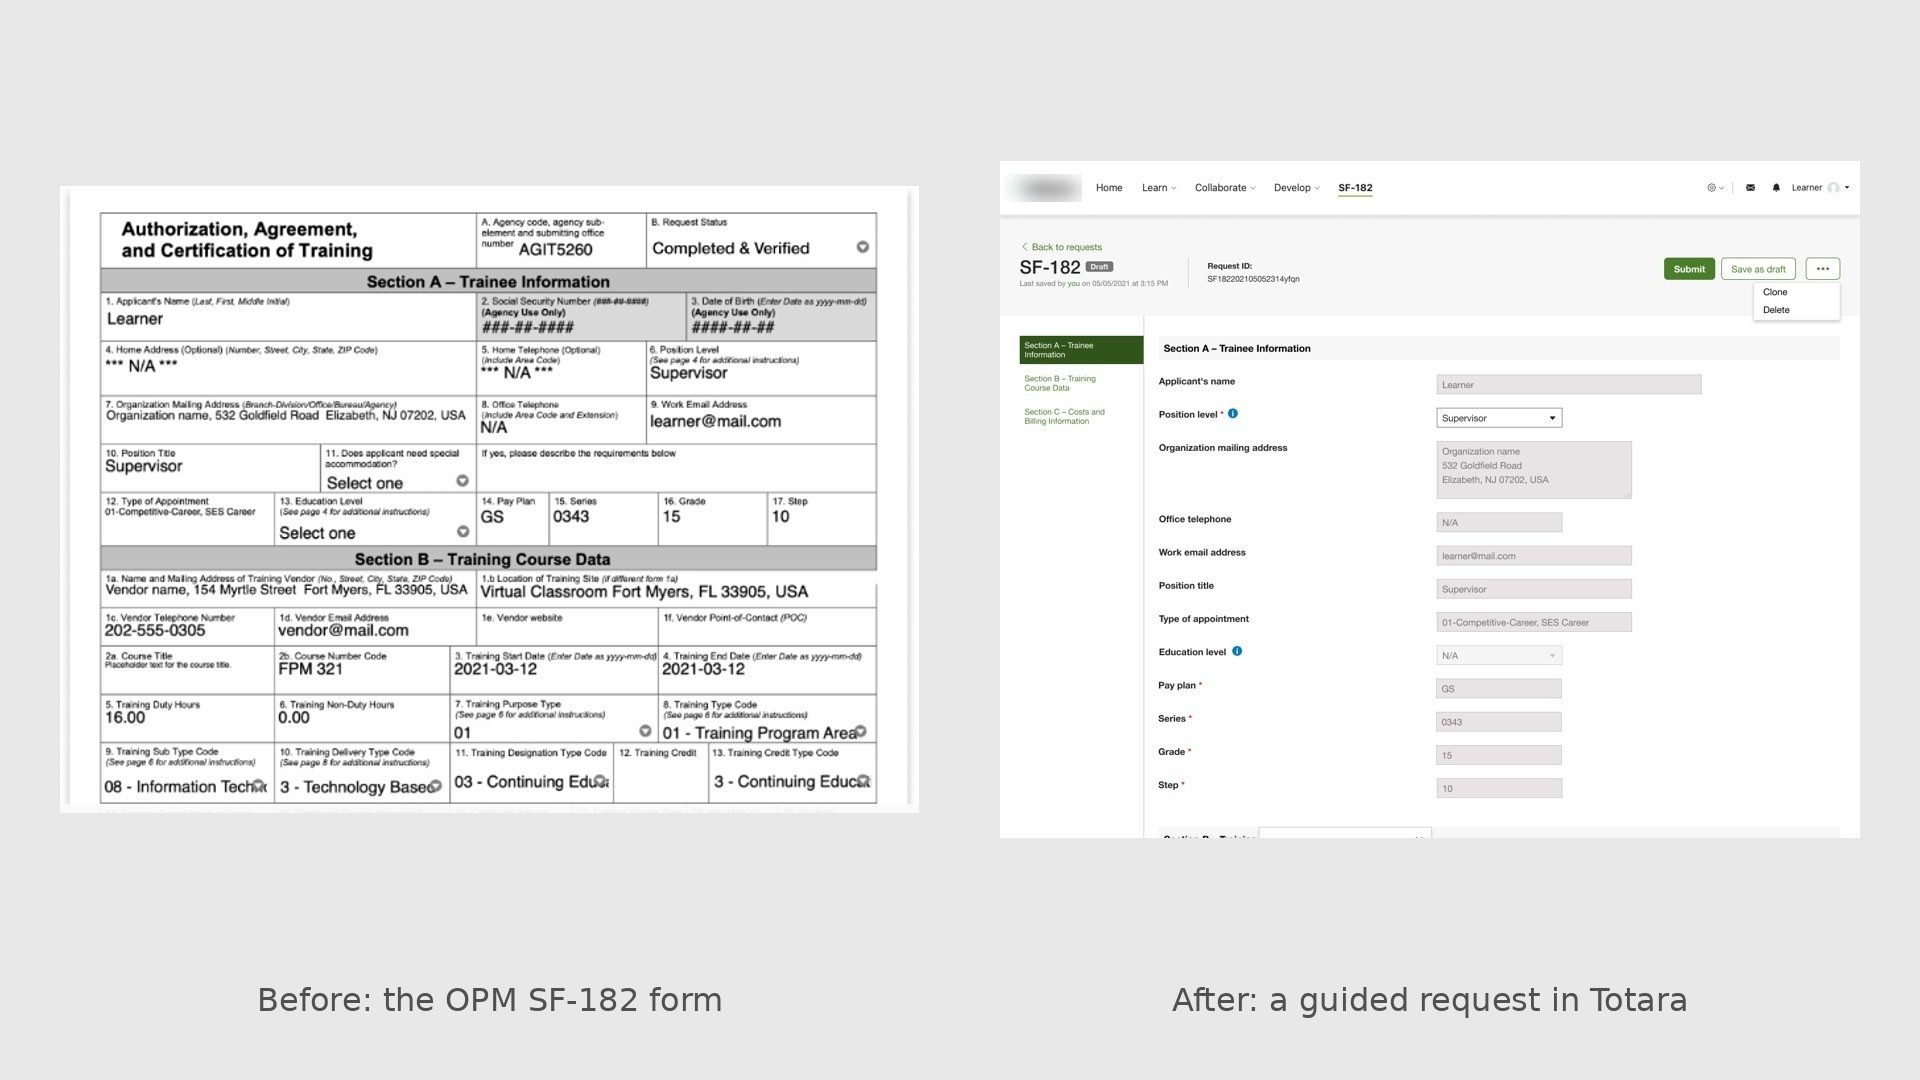 Authorization, Agreement,
and Certification of Training
A. Agency code, agency sub-
element and submitting office
number AGIT5260
B. Request Status
Completed & Verified
Section A – Trainee Information
1. Applicant's Name (Last, First, Middle Initial)
Learner
2. Social Security Number (###-##-####)
(Agency Use Only)
###-##-####
3. Date of Birth (Enter Date as yyyy-mm-dd)
(Agency Use Only)
####-##-##
4. Home Address (Optional) (Number, Street, City, State, ZIP Code)
*** N/A ***
5. Home Telephone (Optional)
(Include Area Code)
*** N/A ***
6. Position Level
(See page 4 for additional instructions)
Supervisor
7. Organization Mailing Address (Branch-Division/Office/Bureau/Agency)
Organization name, 532 Goldfield Road Elizabeth, NJ 07202, USA
8. Office Telephone
(Include Area Code and Extension)
N/A
9. Work Email Address
learner@mail.com
10. Position Title
Supervisor
11. Does applicant need special
accommodation?
Select one
If yes, please describe the requirements below
12. Type of Appointment
01-Competitive-Career, SES Career
13. Education Level
(See page 4 for additional instructions)
Select one
14. Pay Plan
GS
15. Series
0343
16. Grade
15
17. Step
10
Section B – Training Course Data
1a. Name and Mailing Address of Training Vendor (No., Street, City, State, ZIP Code)
Vendor name, 154 Myrtle Street Fort Myers, FL 33905, USA
1.b Location of Training Site (if different form 1a)
Virtual Classroom Fort Myers, FL 33905, USA
1c. Vendor Telephone Number
202-555-0305
1d. Vendor Email Address
vendor@mail.com
1e. Vendor website
1f. Vendor Point-of-Contact (POC)
2a. Course Title
Placeholder text for the course title.
2b. Course Number Code
FPM 321
3. Training Start Date (Enter Date as yyyy-mm-dd)
2021-03-12
4. Training End Date (Enter Date as yyyy-mm-dd)
2021-03-12
5. Training Duty Hours
16.00
6. Training Non-Duty Hours
0.00
7. Training Purpose Type
(See page 6 for additional instructions)
01
8. Training Type Code
(See page 6 for additional instructions)
01 - Training Program Area
9. Training Sub Type Code
(See page 6 for additional instructions)
08 - Information Techn
10. Training Delivery Type Code
(See page 8 for additional instructions)
3 - Technology Based
11. Training Designation Type Code
03 - Continuing Educa
12. Training Credit
13. Training Credit Type Code
3 - Continuing Educat
Before: the OPM SF-182 form
Home Learn Collaborate Develop SF-182
Learner
Back to requests
SF-182 Draft
Last saved by you on 05/05/2021 at 3:15 PM
Request ID:
SF182202105052314yfqn
Submit Save as draft
Clone
Delete
Section A – Trainee
Information
Section B – Training
Course Data
Section C – Costs and
Billing Information
Section A – Trainee Information
Applicant's name
Learner
Position level *
Supervisor
Organization mailing address
Organization name
532 Goldfield Road
Elizabeth, NJ 07202, USA
Office telephone
N/A
Work email address
learner@mail.com
Position title
Supervisor
Type of appointment
01-Competitive-Career, SES Career
Education level
N/A
Pay plan *
GS
Series *
0343
Grade *
15
Step *
10
After: a guided request in Totara